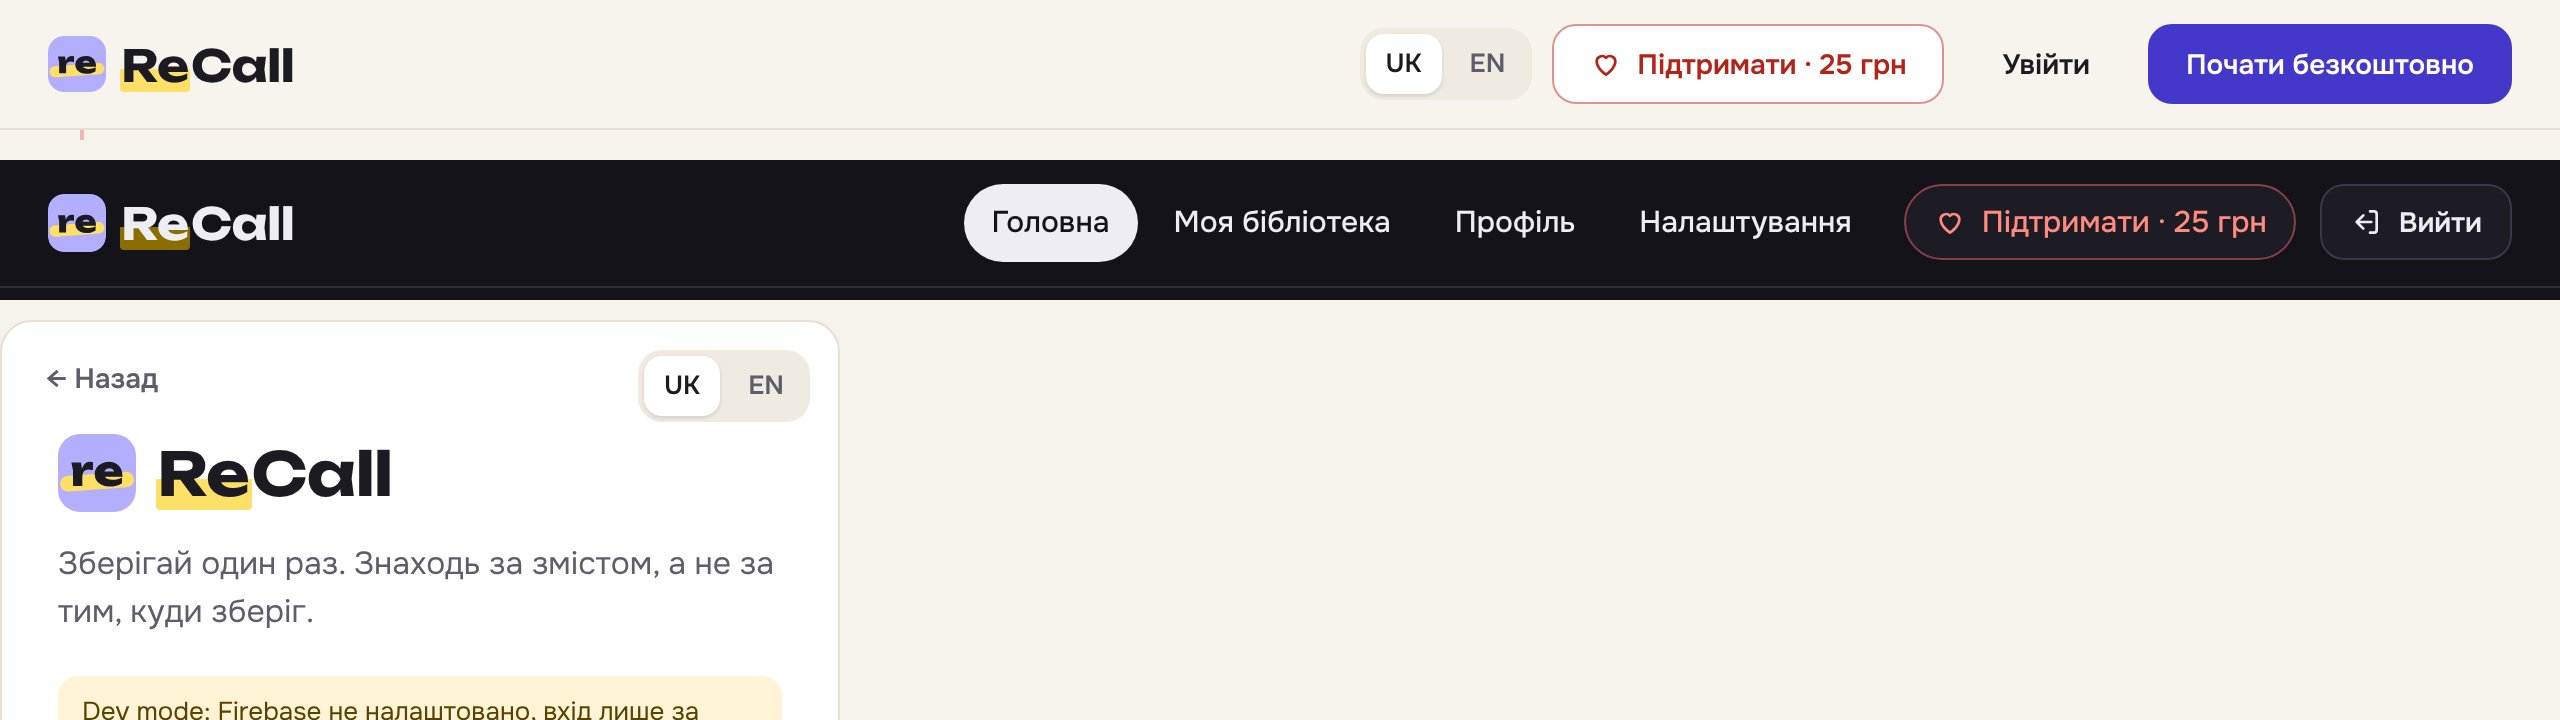 re ReCall UK EN Підтримати · 25 грн Увійти Почати безкоштовно
re ReCall Головна Моя бібліотека Профіль Налаштування Підтримати · 25 грн Вийти
← Назад UK EN
re ReCall
Зберігай один раз. Знаходь за змістом, а не за
тим, куди зберіг.
Dev mode: Firebase не налаштовано, вхід лише за